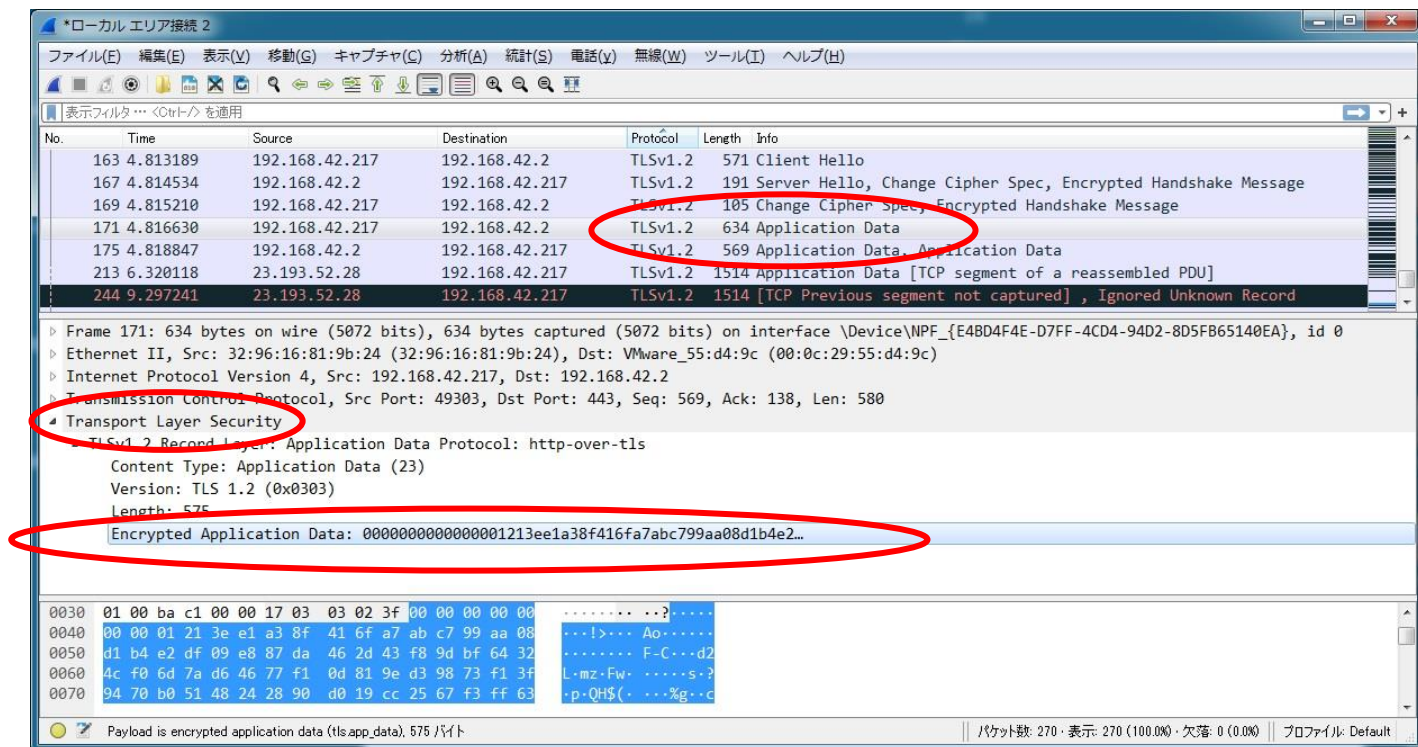 *ローカル エリア接続 2
ファイル(F) 編集(E) 表示(V) 移動(G) キャプチャ(C) 分析(A) 統計(S) 電話(y) 無線(W) ツール(T) ヘルプ(H)
表示フィルタ … <Ctrl-/> を適用
No. Time Source Destination Protocol Length Info
163 4.813189 192.168.42.217 192.168.42.2 TLSv1.2 571 Client Hello
167 4.814534 192.168.42.2 192.168.42.217 TLSv1.2 191 Server Hello, Change Cipher Spec, Encrypted Handshake Message
169 4.815210 192.168.42.217 192.168.42.2 TLSv1.2 105 Change Cipher Spec, Encrypted Handshake Message
171 4.816630 192.168.42.217 192.168.42.2 TLSv1.2 634 Application Data
175 4.818847 192.168.42.2 192.168.42.217 TLSv1.2 569 Application Data, Application Data
213 6.320118 23.193.52.28 192.168.42.217 TLSv1.2 1514 Application Data [TCP segment of a reassembled PDU]
244 9.297241 23.193.52.28 192.168.42.217 TLSv1.2 1514 [TCP Previous segment not captured] , Ignored Unknown Record
Frame 171: 634 bytes on wire (5072 bits), 634 bytes captured (5072 bits) on interface \Device\NPF_{E4BD4F4E-D7FF-4CD4-94D2-8D5FB65140EA}, id 0
Ethernet II, Src: 32:96:16:81:9b:24 (32:96:16:81:9b:24), Dst: VMware_55:d4:9c (00:0c:29:55:d4:9c)
Internet Protocol Version 4, Src: 192.168.42.217, Dst: 192.168.42.2
Transmission Control Protocol, Src Port: 49303, Dst Port: 443, Seq: 569, Ack: 138, Len: 580
Transport Layer Security
TLSv1.2 Record Layer: Application Data Protocol: http-over-tls
Content Type: Application Data (23)
Version: TLS 1.2 (0x0303)
Length: 575
Encrypted Application Data: 0000000000000001213ee1a38f416fa7abc799aa08d1b4e2…
0030 01 00 ba c1 00 00 17 03 03 02 3f 00 00 00 00 00 ········ ··?·····
0040 00 00 01 21 3e e1 a3 8f 41 6f a7 ab c7 99 aa 08 ···!>··· Ao······
0050 d1 b4 e2 df 09 e8 87 da 46 2d 43 f8 9d bf 64 32 ········ F-C···d2
0060 4c f0 6d 7a d6 46 77 f1 0d 81 9e d3 98 73 f1 3f L·mz·Fw· ·····s·?
0070 94 70 b0 51 48 24 28 90 d0 19 cc 25 67 f3 ff 63 ·p·QH$(· ···%g··c
Payload is encrypted application data (tls.app_data), 575 バイト パケット数: 270 · 表示: 270 (100.0%) · 欠落: 0 (0.0%) プロファイル: Default